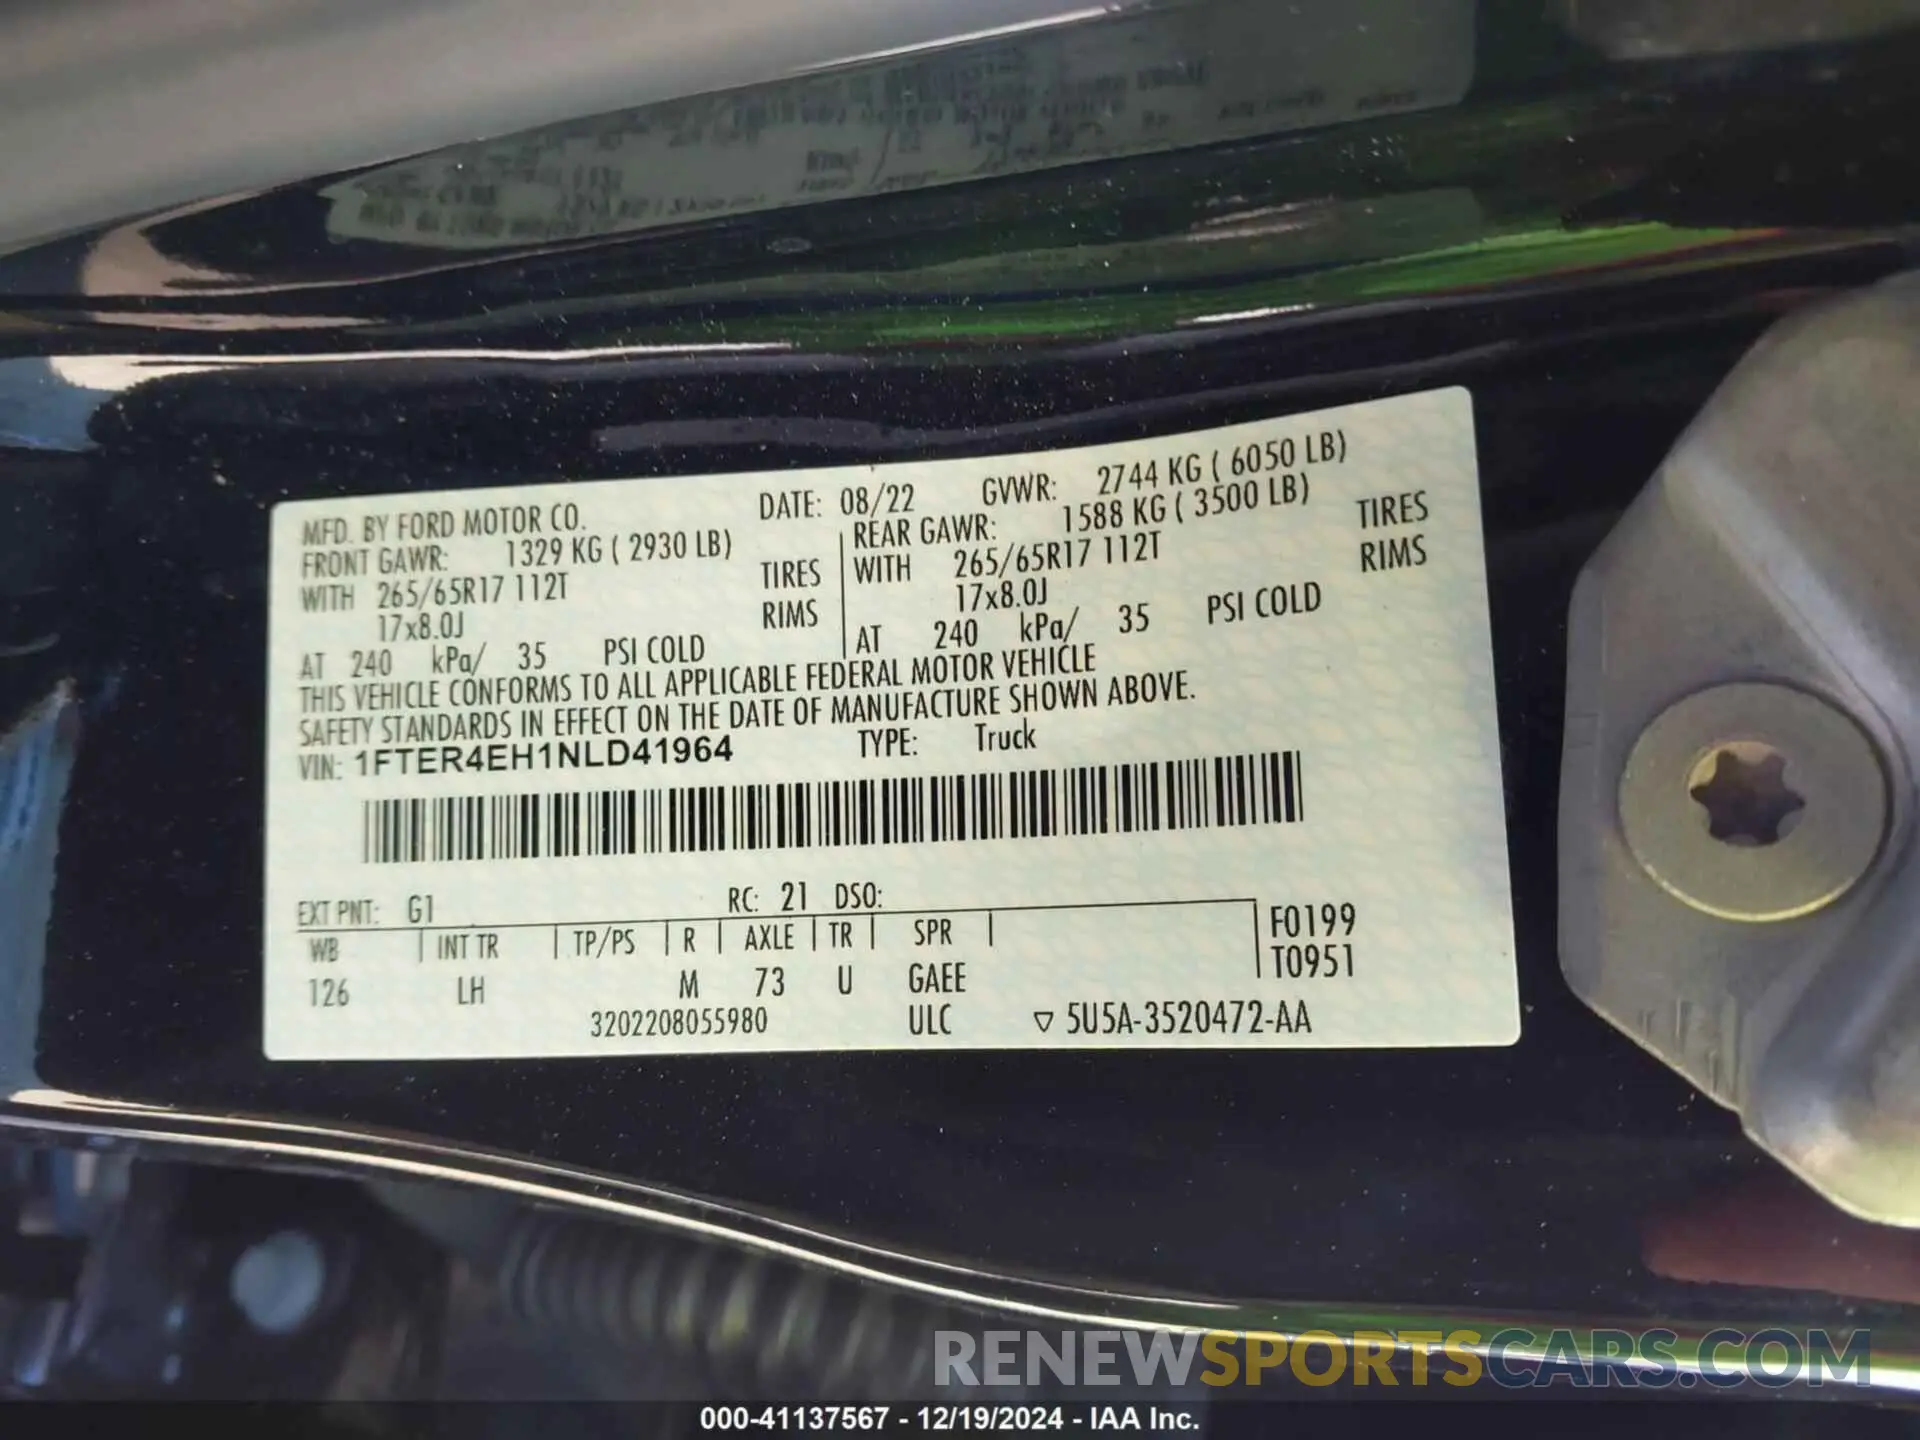 MFD. BY FORD MOTOR CO. DATE: 08/22 GVWR: 2744 KG ( 6050 LB)
FRONT GAWR: 1329 KG ( 2930 LB) REAR GAWR: 1588 KG ( 3500 LB)
WITH 265/65R17 112T TIRES WITH 265/65R17 112T TIRES
17x8.0J RIMS 17x8.0J RIMS
AT 240 kPa/ 35 PSI COLD AT 240 kPa/ 35 PSI COLD
THIS VEHICLE CONFORMS TO ALL APPLICABLE FEDERAL MOTOR VEHICLE
SAFETY STANDARDS IN EFFECT ON THE DATE OF MANUFACTURE SHOWN ABOVE.
VIN: 1FTER4EH1NLD41964 TYPE: Truck
EXT PNT: G1 RC: 21 DSO:
WB INT TR TP/PS R AXLE TR SPR F0199
126 LH M 73 U GAEE T0951
3202208055980 ULC ▽ 5U5A-3520472-AA
RENEWSPORTSCARS.COM
000-41137567 - 12/19/2024 - IAA Inc.